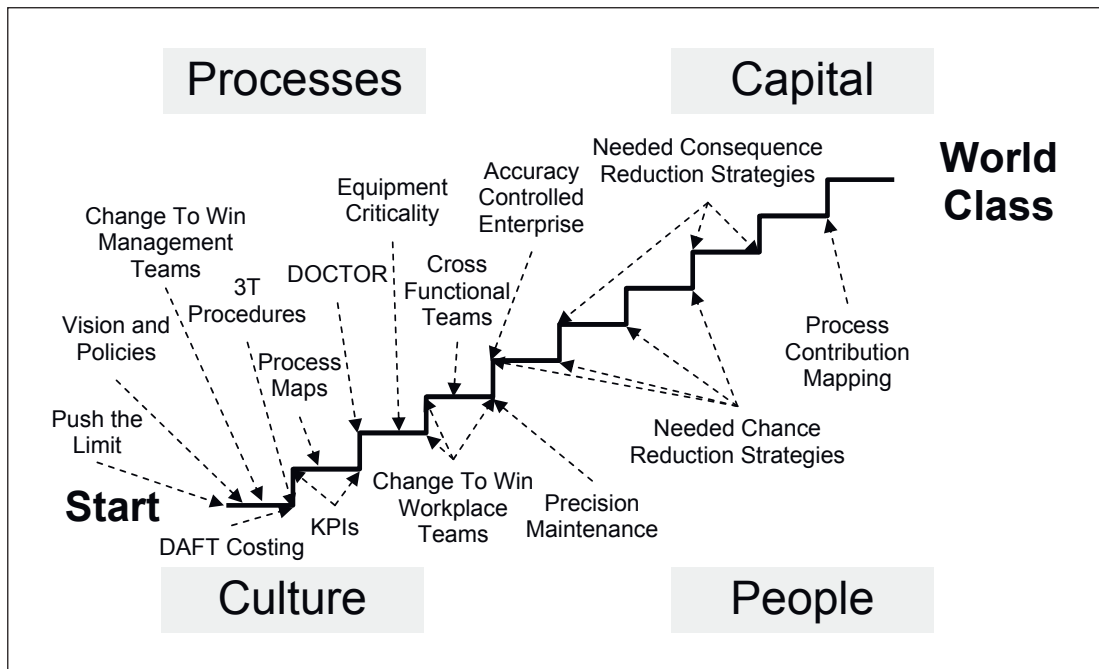 Processes
Capital
Needed Consequence
Reduction Strategies
World
Class
Accuracy
Controlled
Enterprise
Equipment
Criticality
Change To Win
Management
Teams
Cross
Functional
Teams
DOCTOR
3T
Procedures
Vision and
Policies
Process
Maps
Process
Contribution
Mapping
Push the
Limit
Needed Chance
Reduction Strategies
Change To Win
Workplace
Teams
Precision
Maintenance
Start
KPIs
DAFT Costing
Culture
People